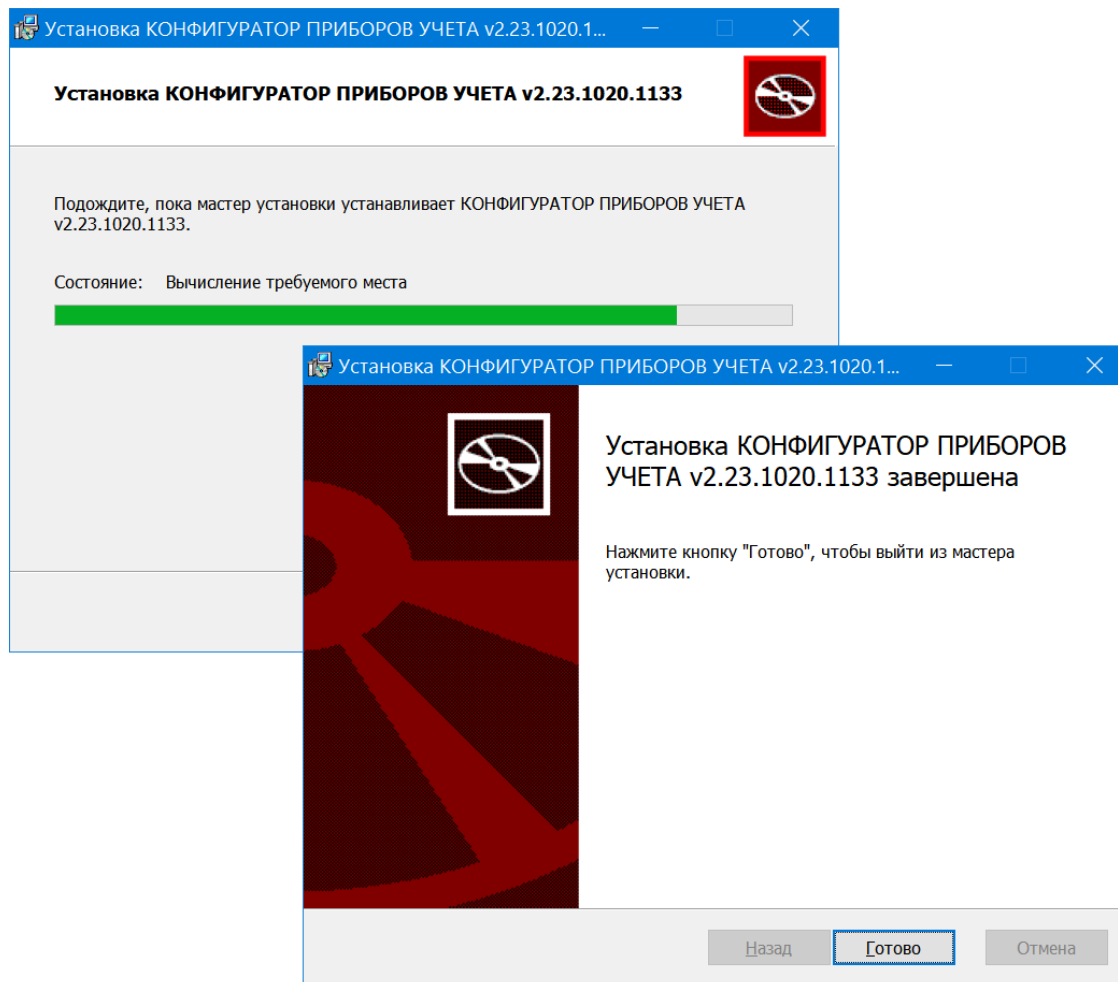 Установка КОНФИГУРАТОР ПРИБОРОВ УЧЕТА v2.23.1020.1...
Установка КОНФИГУРАТОР ПРИБОРОВ УЧЕТА v2.23.1020.1133
Подождите, пока мастер установки устанавливает КОНФИГУРАТОР ПРИБОРОВ УЧЕТА
v2.23.1020.1133.
Состояние: Вычисление требуемого места
Установка КОНФИГУРАТОР ПРИБОРОВ УЧЕТА v2.23.1020.1...
Установка КОНФИГУРАТОР ПРИБОРОВ
УЧЕТА v2.23.1020.1133 завершена
Нажмите кнопку "Готово", чтобы выйти из мастера
установки.
Назад Готово Отмена